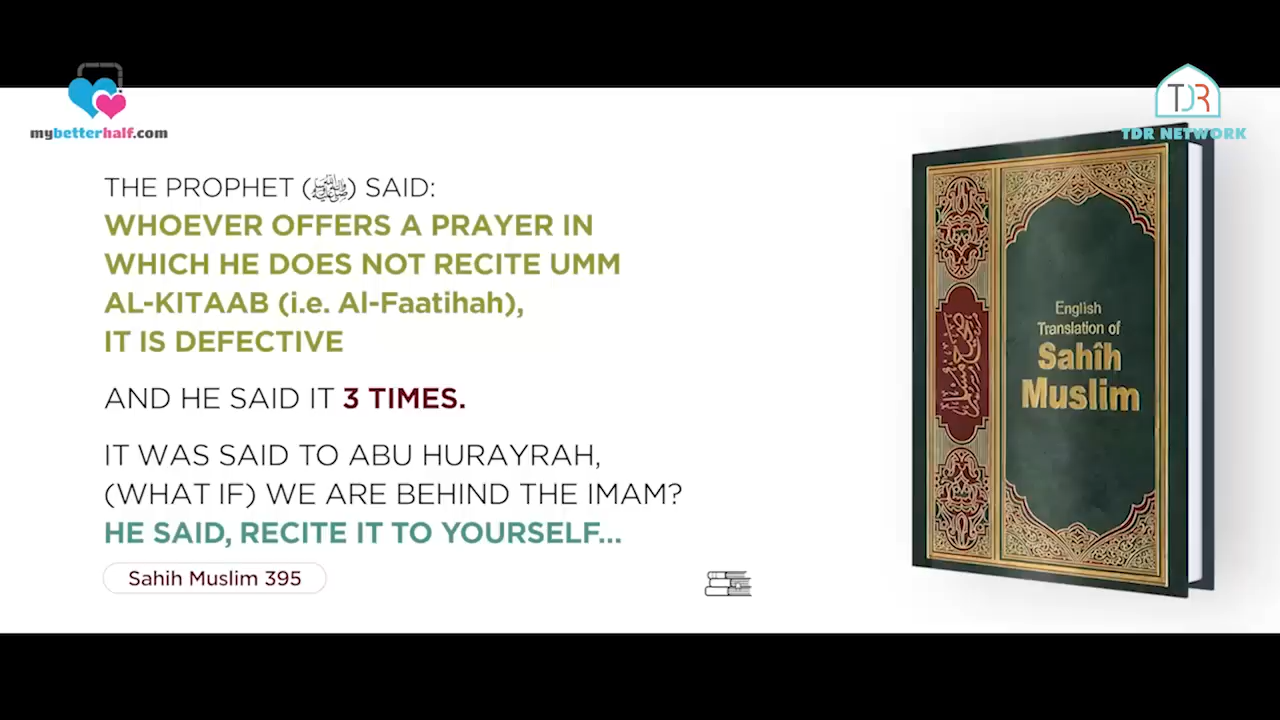 mybetterhalf.com
TDR
TDR NETWORK
THE PROPHET (ﷺ) SAID:
WHOEVER OFFERS A PRAYER IN
WHICH HE DOES NOT RECITE UMM
AL-KITAAB (i.e. Al-Faatihah),
IT IS DEFECTIVE
AND HE SAID IT 3 TIMES.
IT WAS SAID TO ABU HURAYRAH,
(WHAT IF) WE ARE BEHIND THE IMAM?
HE SAID, RECITE IT TO YOURSELF...
Sahih Muslim 395
صحيح مسلم
English
Translation of
Sahîh
Muslim